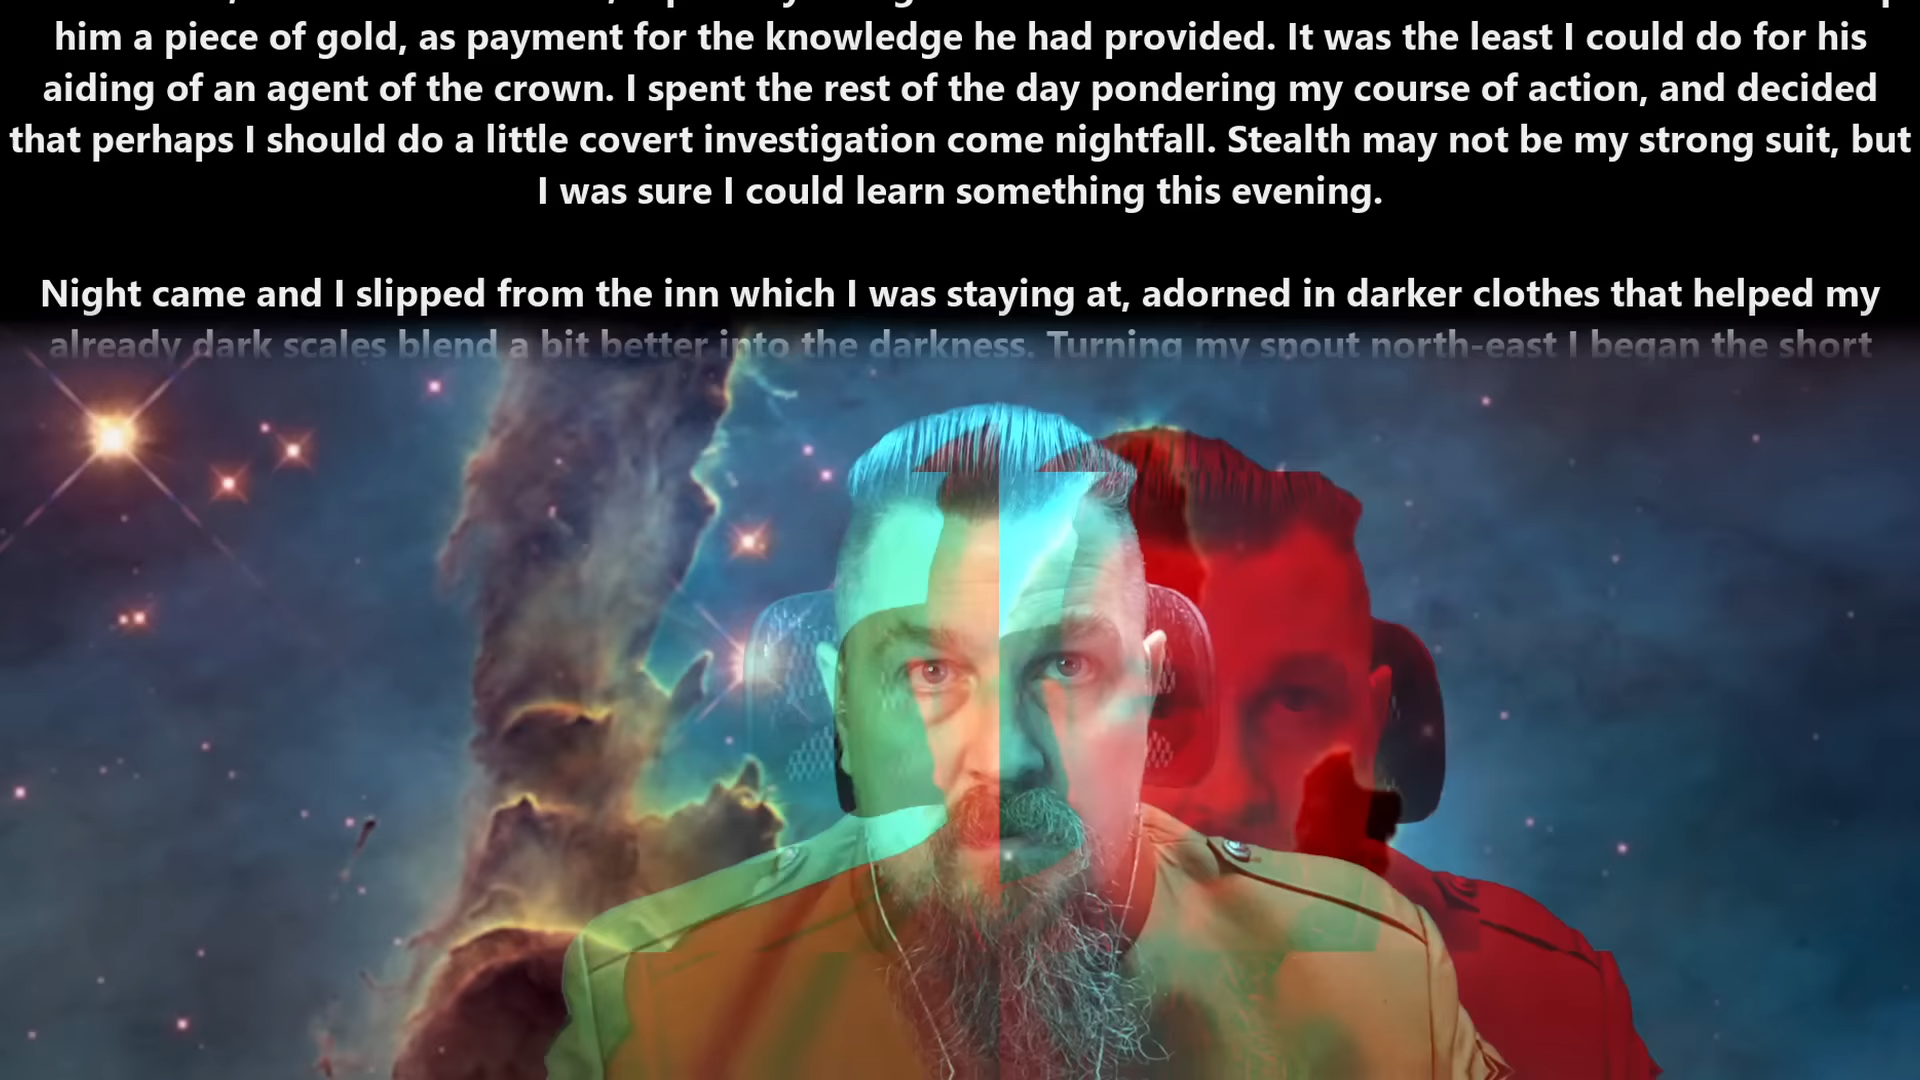 him a piece of gold, as payment for the knowledge he had provided. It was the least I could do for his
aiding of an agent of the crown. I spent the rest of the day pondering my course of action, and decided
that perhaps I should do a little covert investigation come nightfall. Stealth may not be my strong suit, but
I was sure I could learn something this evening.
Night came and I slipped from the inn which I was staying at, adorned in darker clothes that helped my
already dark scales blend a bit better into the darkness. Turning my snout north-east I began the short